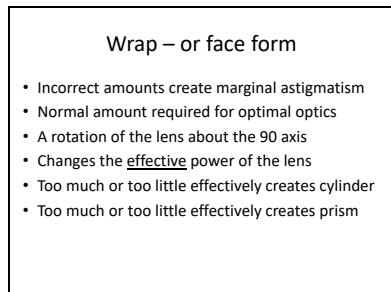 Wrap – or face form
• Incorrect amounts create marginal astigmatism
• Normal amount required for optimal optics
• A rotation of the lens about the 90 axis
• Changes the effective power of the lens
• Too much or too little effectively creates cylinder
• Too much or too little effectively creates prism